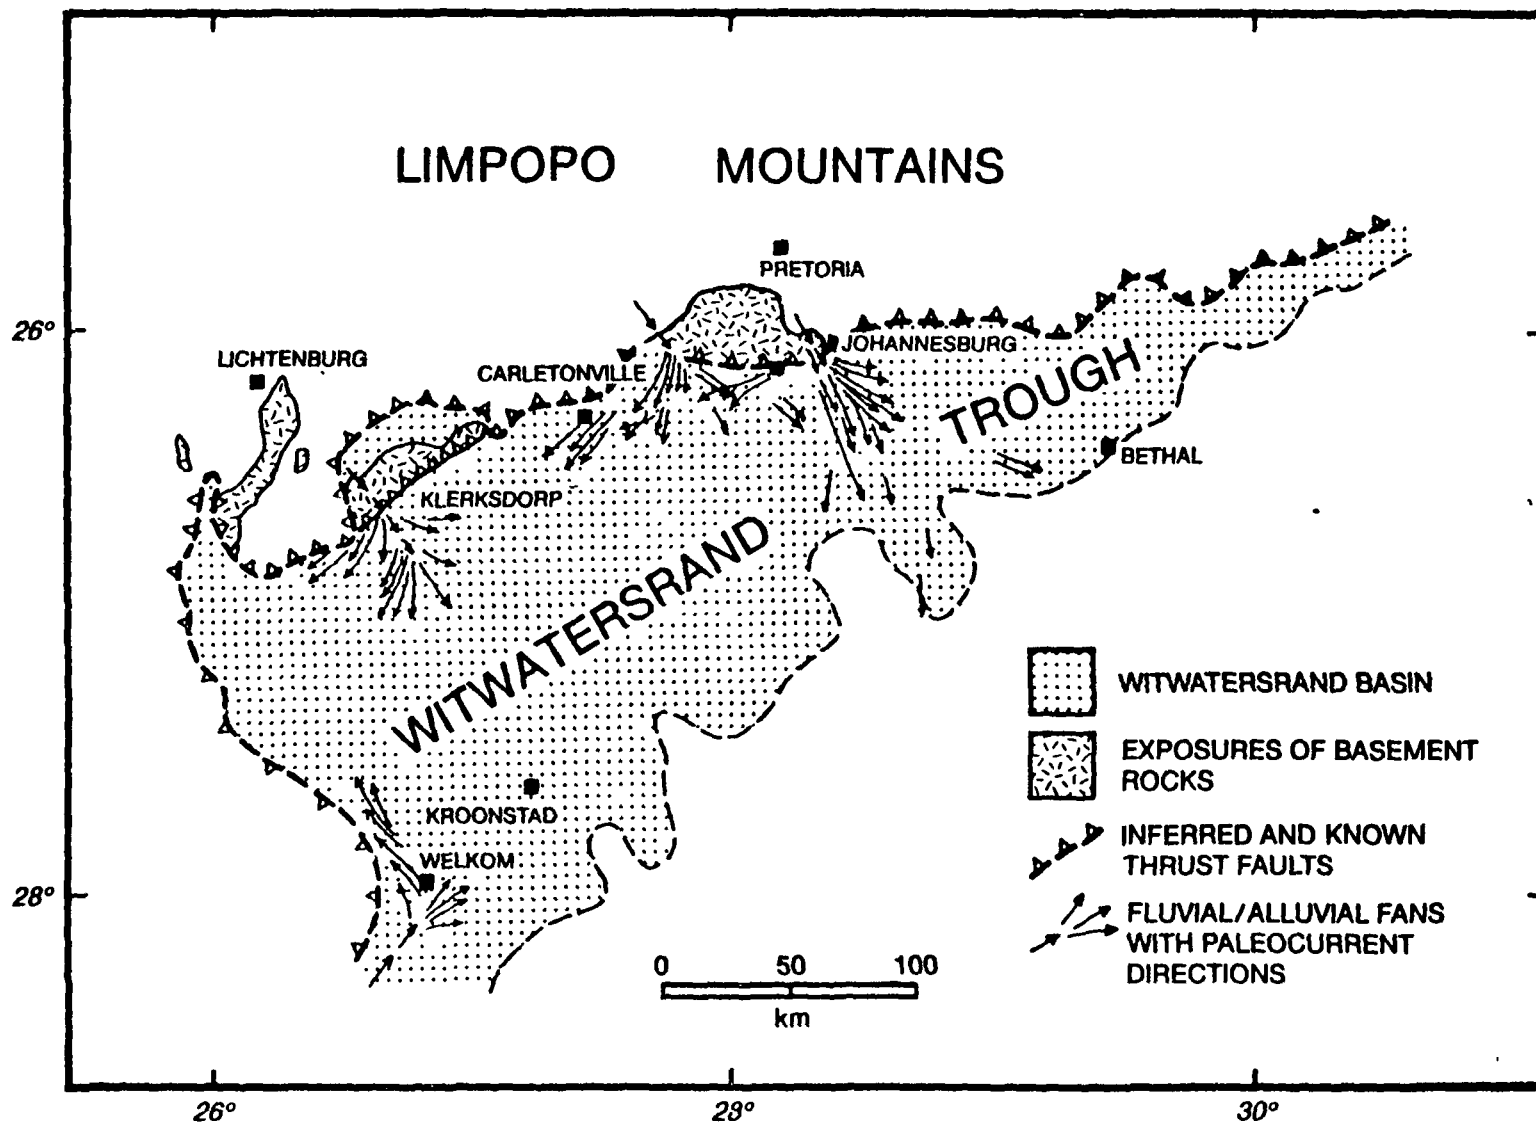 LIMPOPO MOUNTAINS
PRETORIA
26°
JOHANNESBURG
LICHTENBURG
CARLETONVILLE
TROUGH
BETHAL
KLERKSDORP
WITWATERSRAND
WITWATERSRAND BASIN
EXPOSURES OF BASEMENT
ROCKS
KROONSTAD
INFERRED AND KNOWN
THRUST FAULTS
WELKOM
28°
FLUVIAL/ALLUVIAL FANS
WITH PALEOCURRENT
DIRECTIONS
0 50 100
km
26° 28° 30°